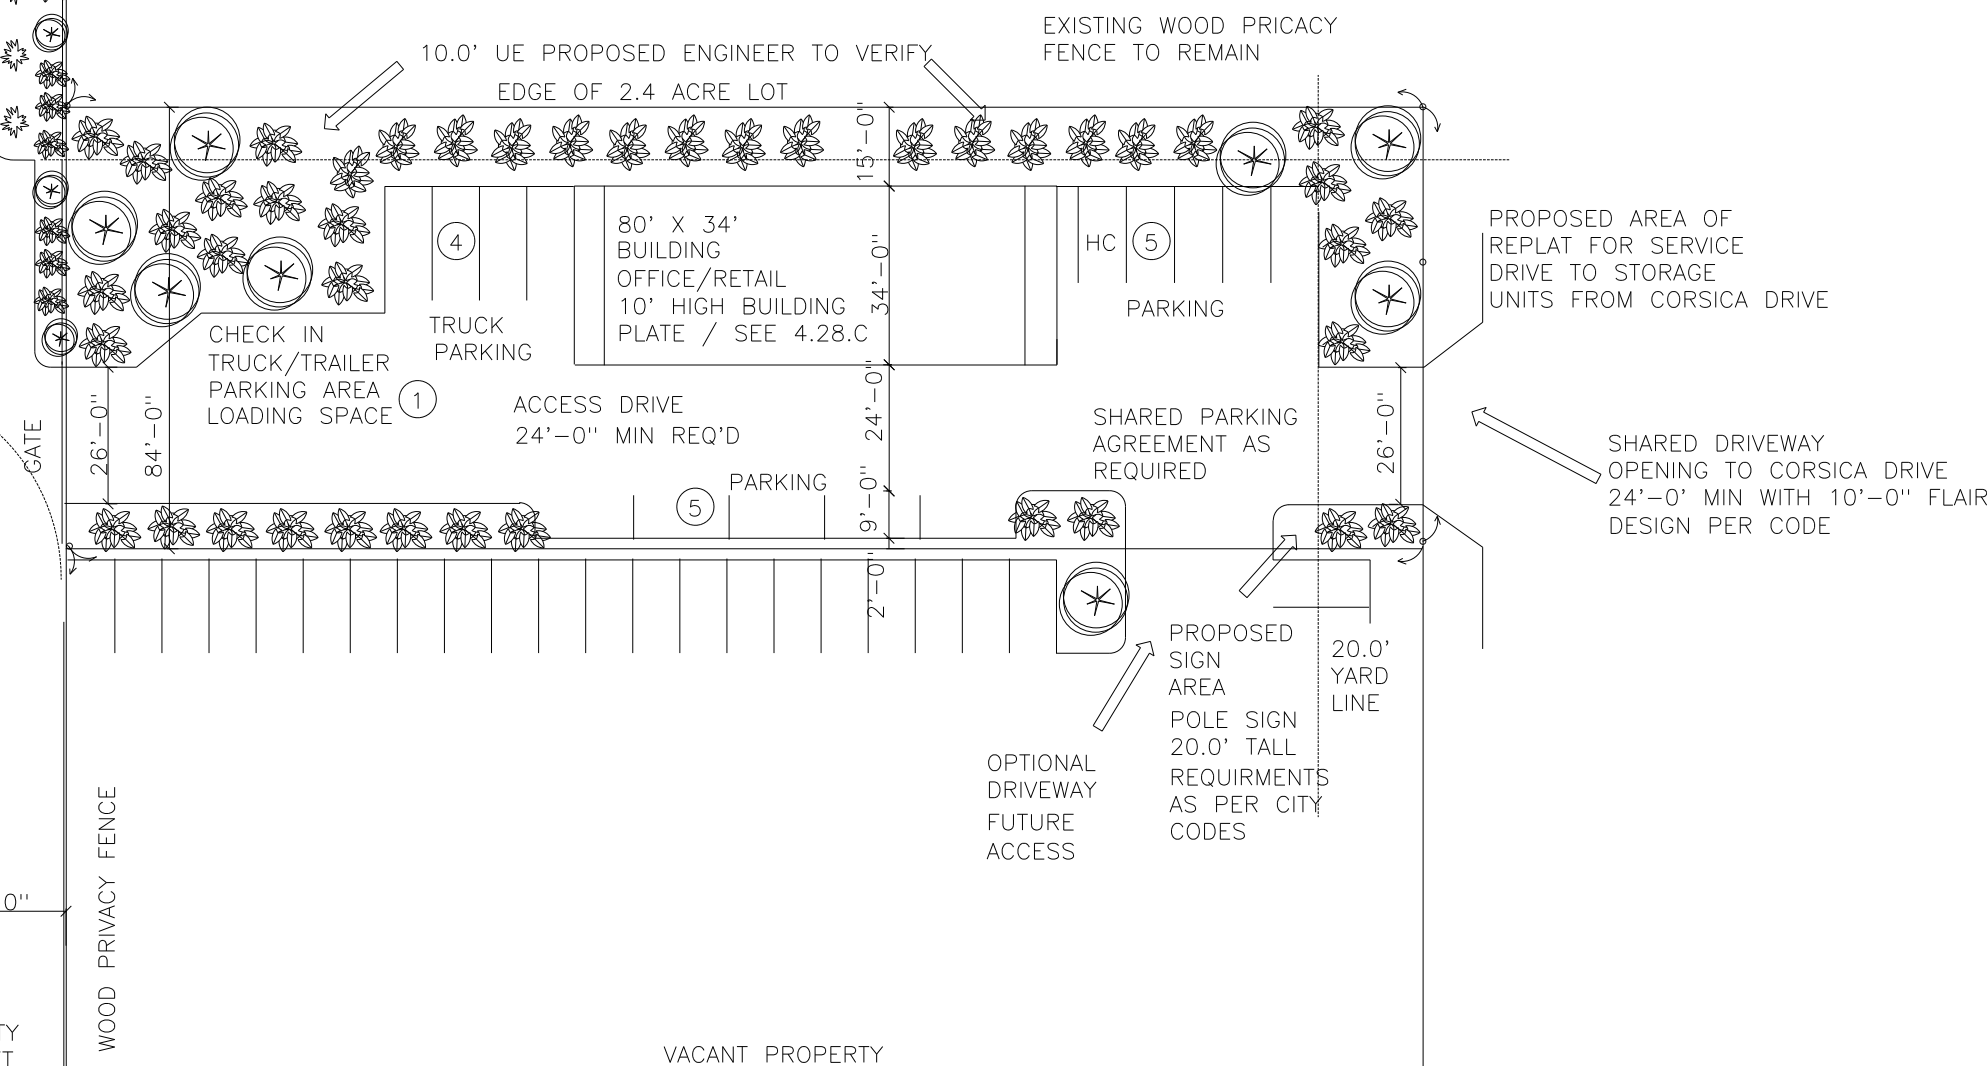 EXISTING WOOD PRICACY
FENCE TO REMAIN
10.0' UE PROPOSED ENGINEER TO VERIFY
EDGE OF 2.4 ACRE LOT
15'-0"
80' X 34'
BUILDING
OFFICE/RETAIL
10' HIGH BUILDING
PLATE / SEE 4.28.C
34'-0"
4
TRUCK
PARKING
HC
5
PARKING
PROPOSED AREA OF
REPLAT FOR SERVICE
DRIVE TO STORAGE
UNITS FROM CORSICA DRIVE
CHECK IN
TRUCK/TRAILER
PARKING AREA
LOADING SPACE
1
GATE
26'-0"
84'-0"
ACCESS DRIVE
24'-0" MIN REQ'D
24'-0"
SHARED PARKING
AGREEMENT AS
REQUIRED
26'-0"
SHARED DRIVEWAY
OPENING TO CORSICA DRIVE
24'-0' MIN WITH 10'-0" FLAIR
DESIGN PER CODE
PARKING
5
9'-0"
2'-0"
PROPOSED
SIGN
AREA
POLE SIGN
20.0' TALL
REQUIRMENTS
AS PER CITY
CODES
20.0'
YARD
LINE
OPTIONAL
DRIVEWAY
FUTURE
ACCESS
WOOD PRIVACY FENCE
0"
TY
FT
VACANT PROPERTY